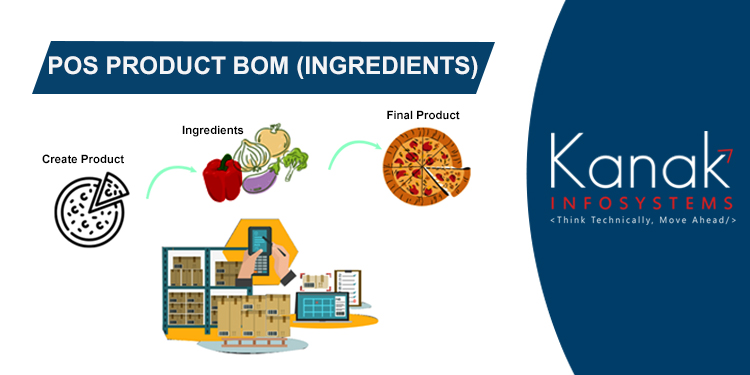 POS PRODUCT BOM (INGREDIENTS)
Create Product
Ingredients
Final Product
Kanak
INFOSYSTEMS
<Think Technically, Move Ahead/>